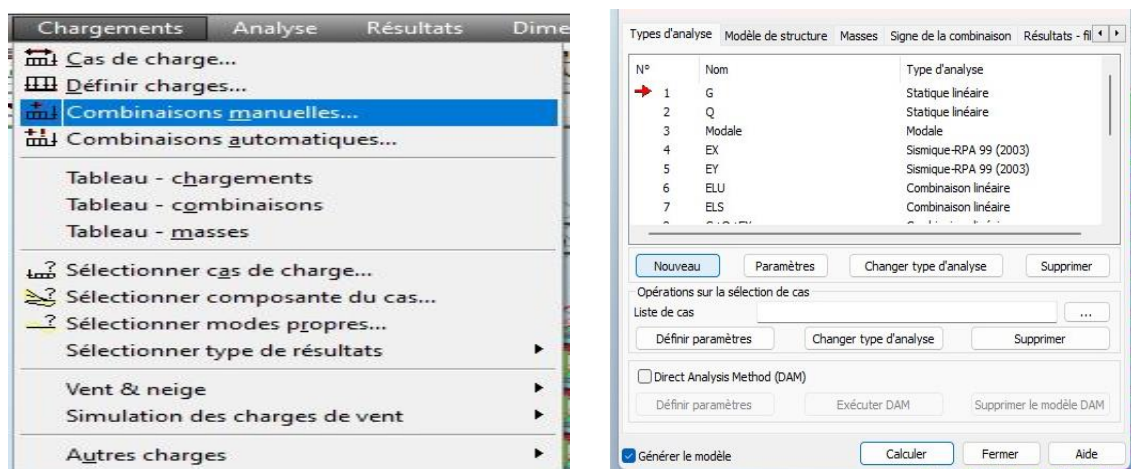 Chargements Analyse Résultats Dime
Cas de charge...
Définir charges...
Combinaisons manuelles...
Combinaisons automatiques...
Tableau - chargements
Tableau - combinaisons
Tableau - masses
Sélectionner cas de charge...
Sélectionner composante du cas...
Sélectionner modes propres...
Sélectionner type de résultats
Vent & neige
Simulation des charges de vent
Autres charges
Types d'analyse Modèle de structure Masses Signe de la combinaison Résultats - fil
N° Nom Type d'analyse
1 G Statique linéaire
2 Q Statique linéaire
3 Modale Modale
4 EX Sismique-RPA 99 (2003)
5 EY Sismique-RPA 99 (2003)
6 ELU Combinaison linéaire
7 ELS Combinaison linéaire
Nouveau Paramètres Changer type d'analyse Supprimer
Opérations sur la sélection de cas
Liste de cas ...
Définir paramètres Changer type d'analyse Supprimer
Direct Analysis Method (DAM)
Définir paramètres Exécuter DAM Supprimer le modèle DAM
Générer le modèle Calculer Fermer Aide